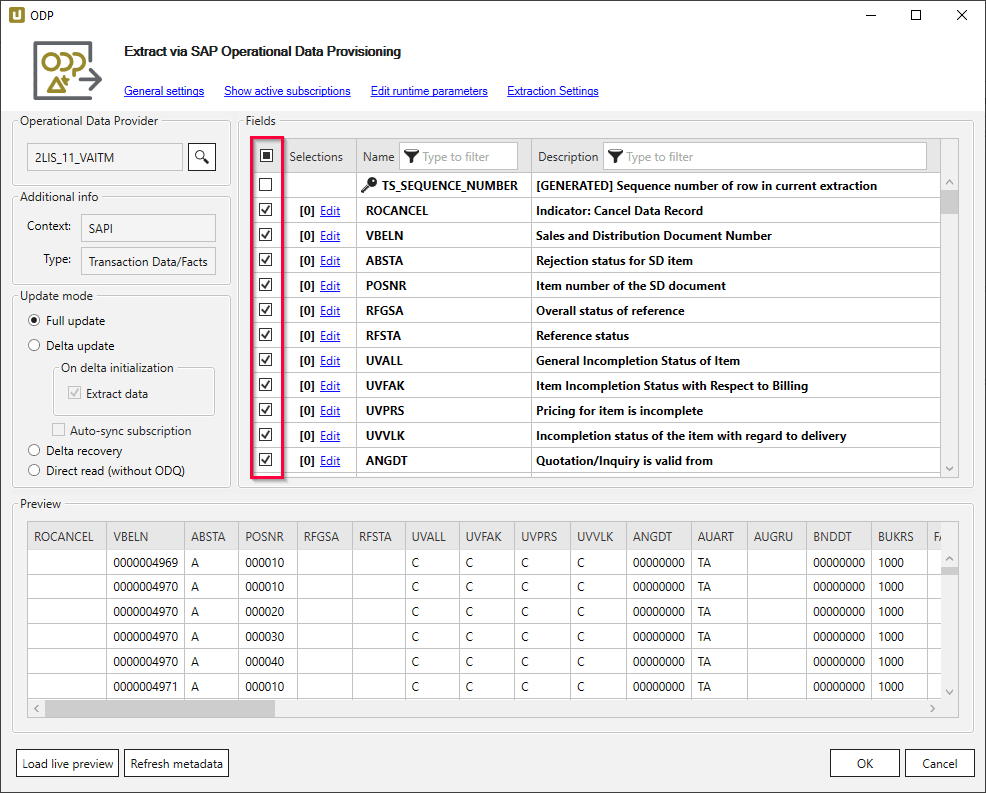 ODP
Extract via SAP Operational Data Provisioning
General settings Show active subscriptions Edit runtime parameters Extraction Settings
Operational Data Provider
2LIS_11_VAITM
Additional info
Context: SAPI
Type: Transaction Data/Facts
Update mode
Full update
Delta update
On delta initialization
Extract data
Auto-sync subscription
Delta recovery
Direct read (without ODQ)
Fields
Selections Name Type to filter Description Type to filter
TS_SEQUENCE_NUMBER [GENERATED] Sequence number of row in current extraction
[0] Edit ROCANCEL Indicator: Cancel Data Record
[0] Edit VBELN Sales and Distribution Document Number
[0] Edit ABSTA Rejection status for SD item
[0] Edit POSNR Item number of the SD document
[0] Edit RFGSA Overall status of reference
[0] Edit RFSTA Reference status
[0] Edit UVALL General Incompletion Status of Item
[0] Edit UVFAK Item Incompletion Status with Respect to Billing
[0] Edit UVPRS Pricing for item is incomplete
[0] Edit UVVLK Incompletion status of the item with regard to delivery
[0] Edit ANGDT Quotation/Inquiry is valid from
Preview
ROCANCEL VBELN ABSTA POSNR RFGSA RFSTA UVALL UVFAK UVPRS UVVLK ANGDT AUART AUGRU BNDDT BUKRS
0000004969 A 000010 C C C C 00000000 TA 00000000 1000
0000004970 A 000010 C C C C 00000000 TA 00000000 1000
0000004970 A 000020 C C C C 00000000 TA 00000000 1000
0000004970 A 000030 C C C C 00000000 TA 00000000 1000
0000004970 A 000040 C C C C 00000000 TA 00000000 1000
0000004971 A 000010 C C C C 00000000 TA 00000000 1000
Load live preview Refresh metadata OK Cancel